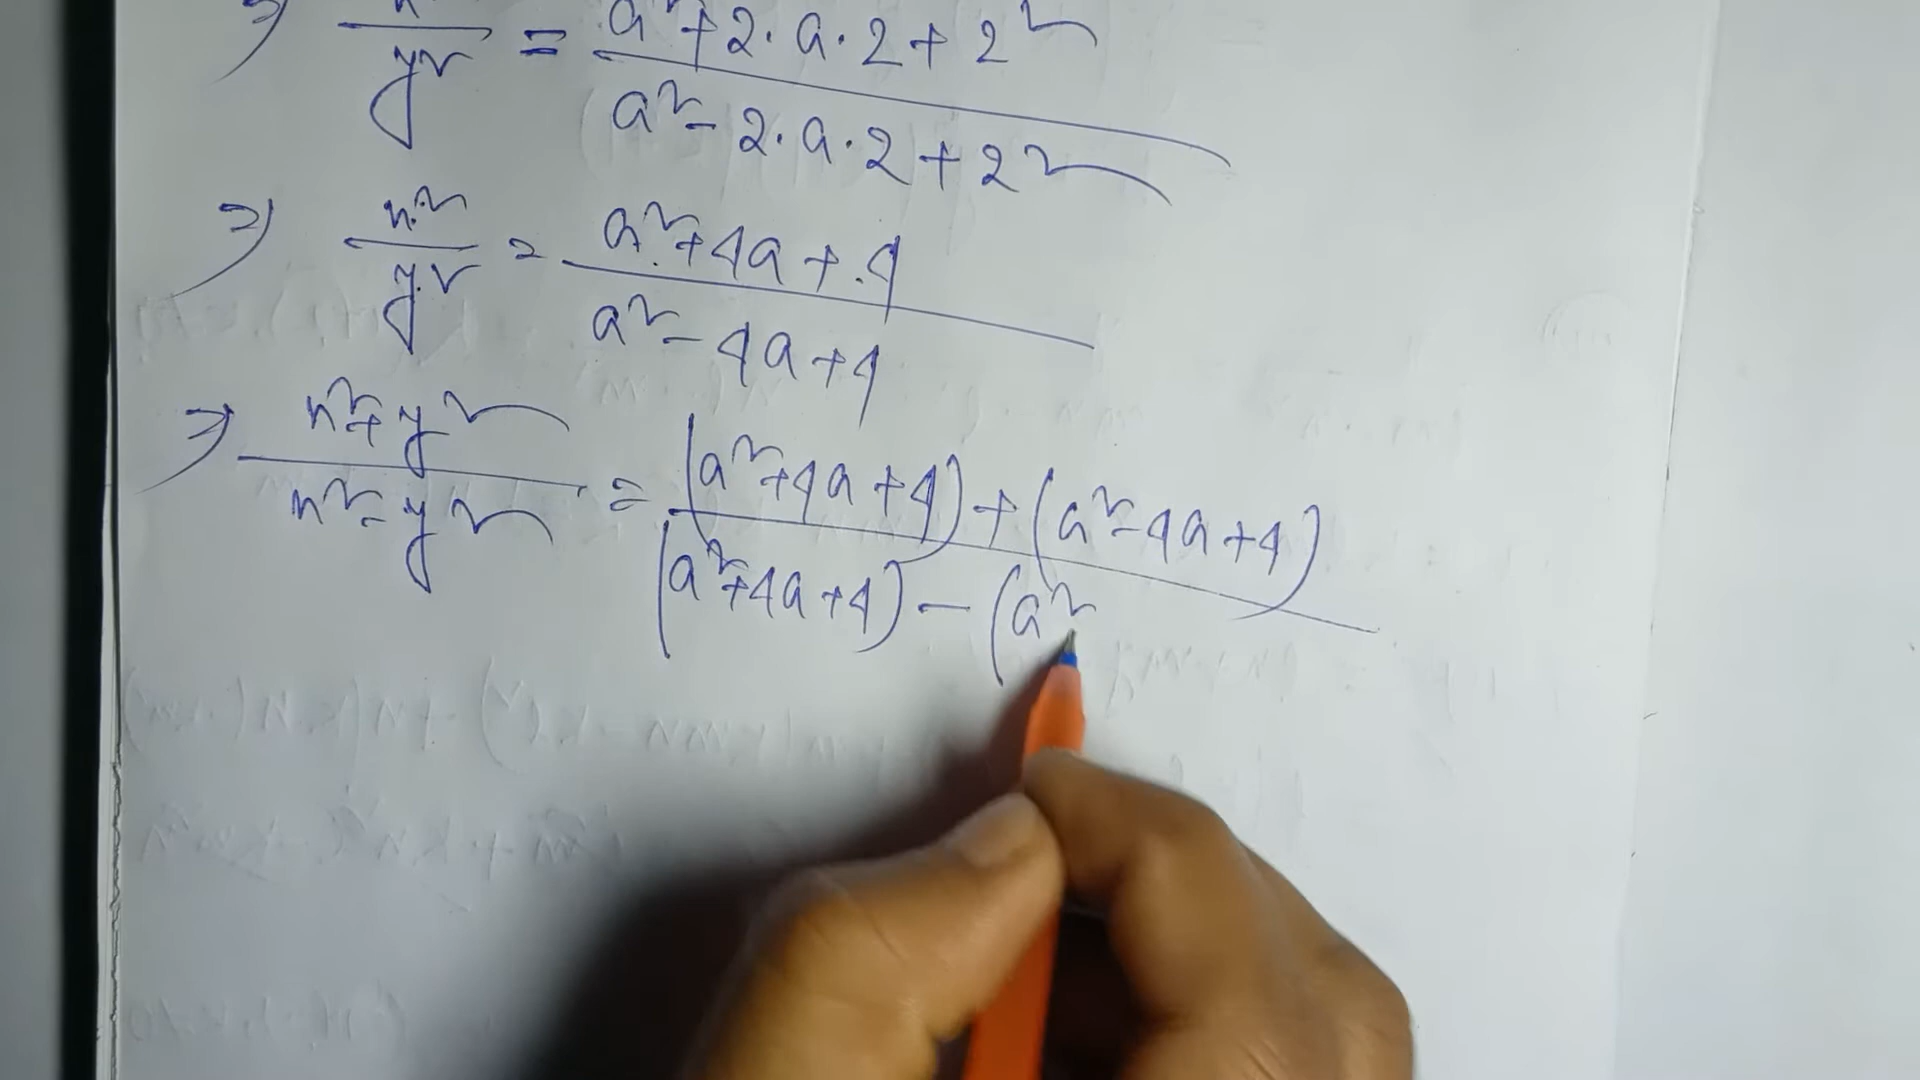 ⇒ x²/y² = (a²+2·a·2+2²)/(a²-2·a·2+2²)
⇒ x²/y² = (a²+4a+4)/(a²-4a+4)
⇒ (x²+y²)/(x²-y²) = ((a²+4a+4)+(a²-4a+4))/((a²+4a+4)-(a²